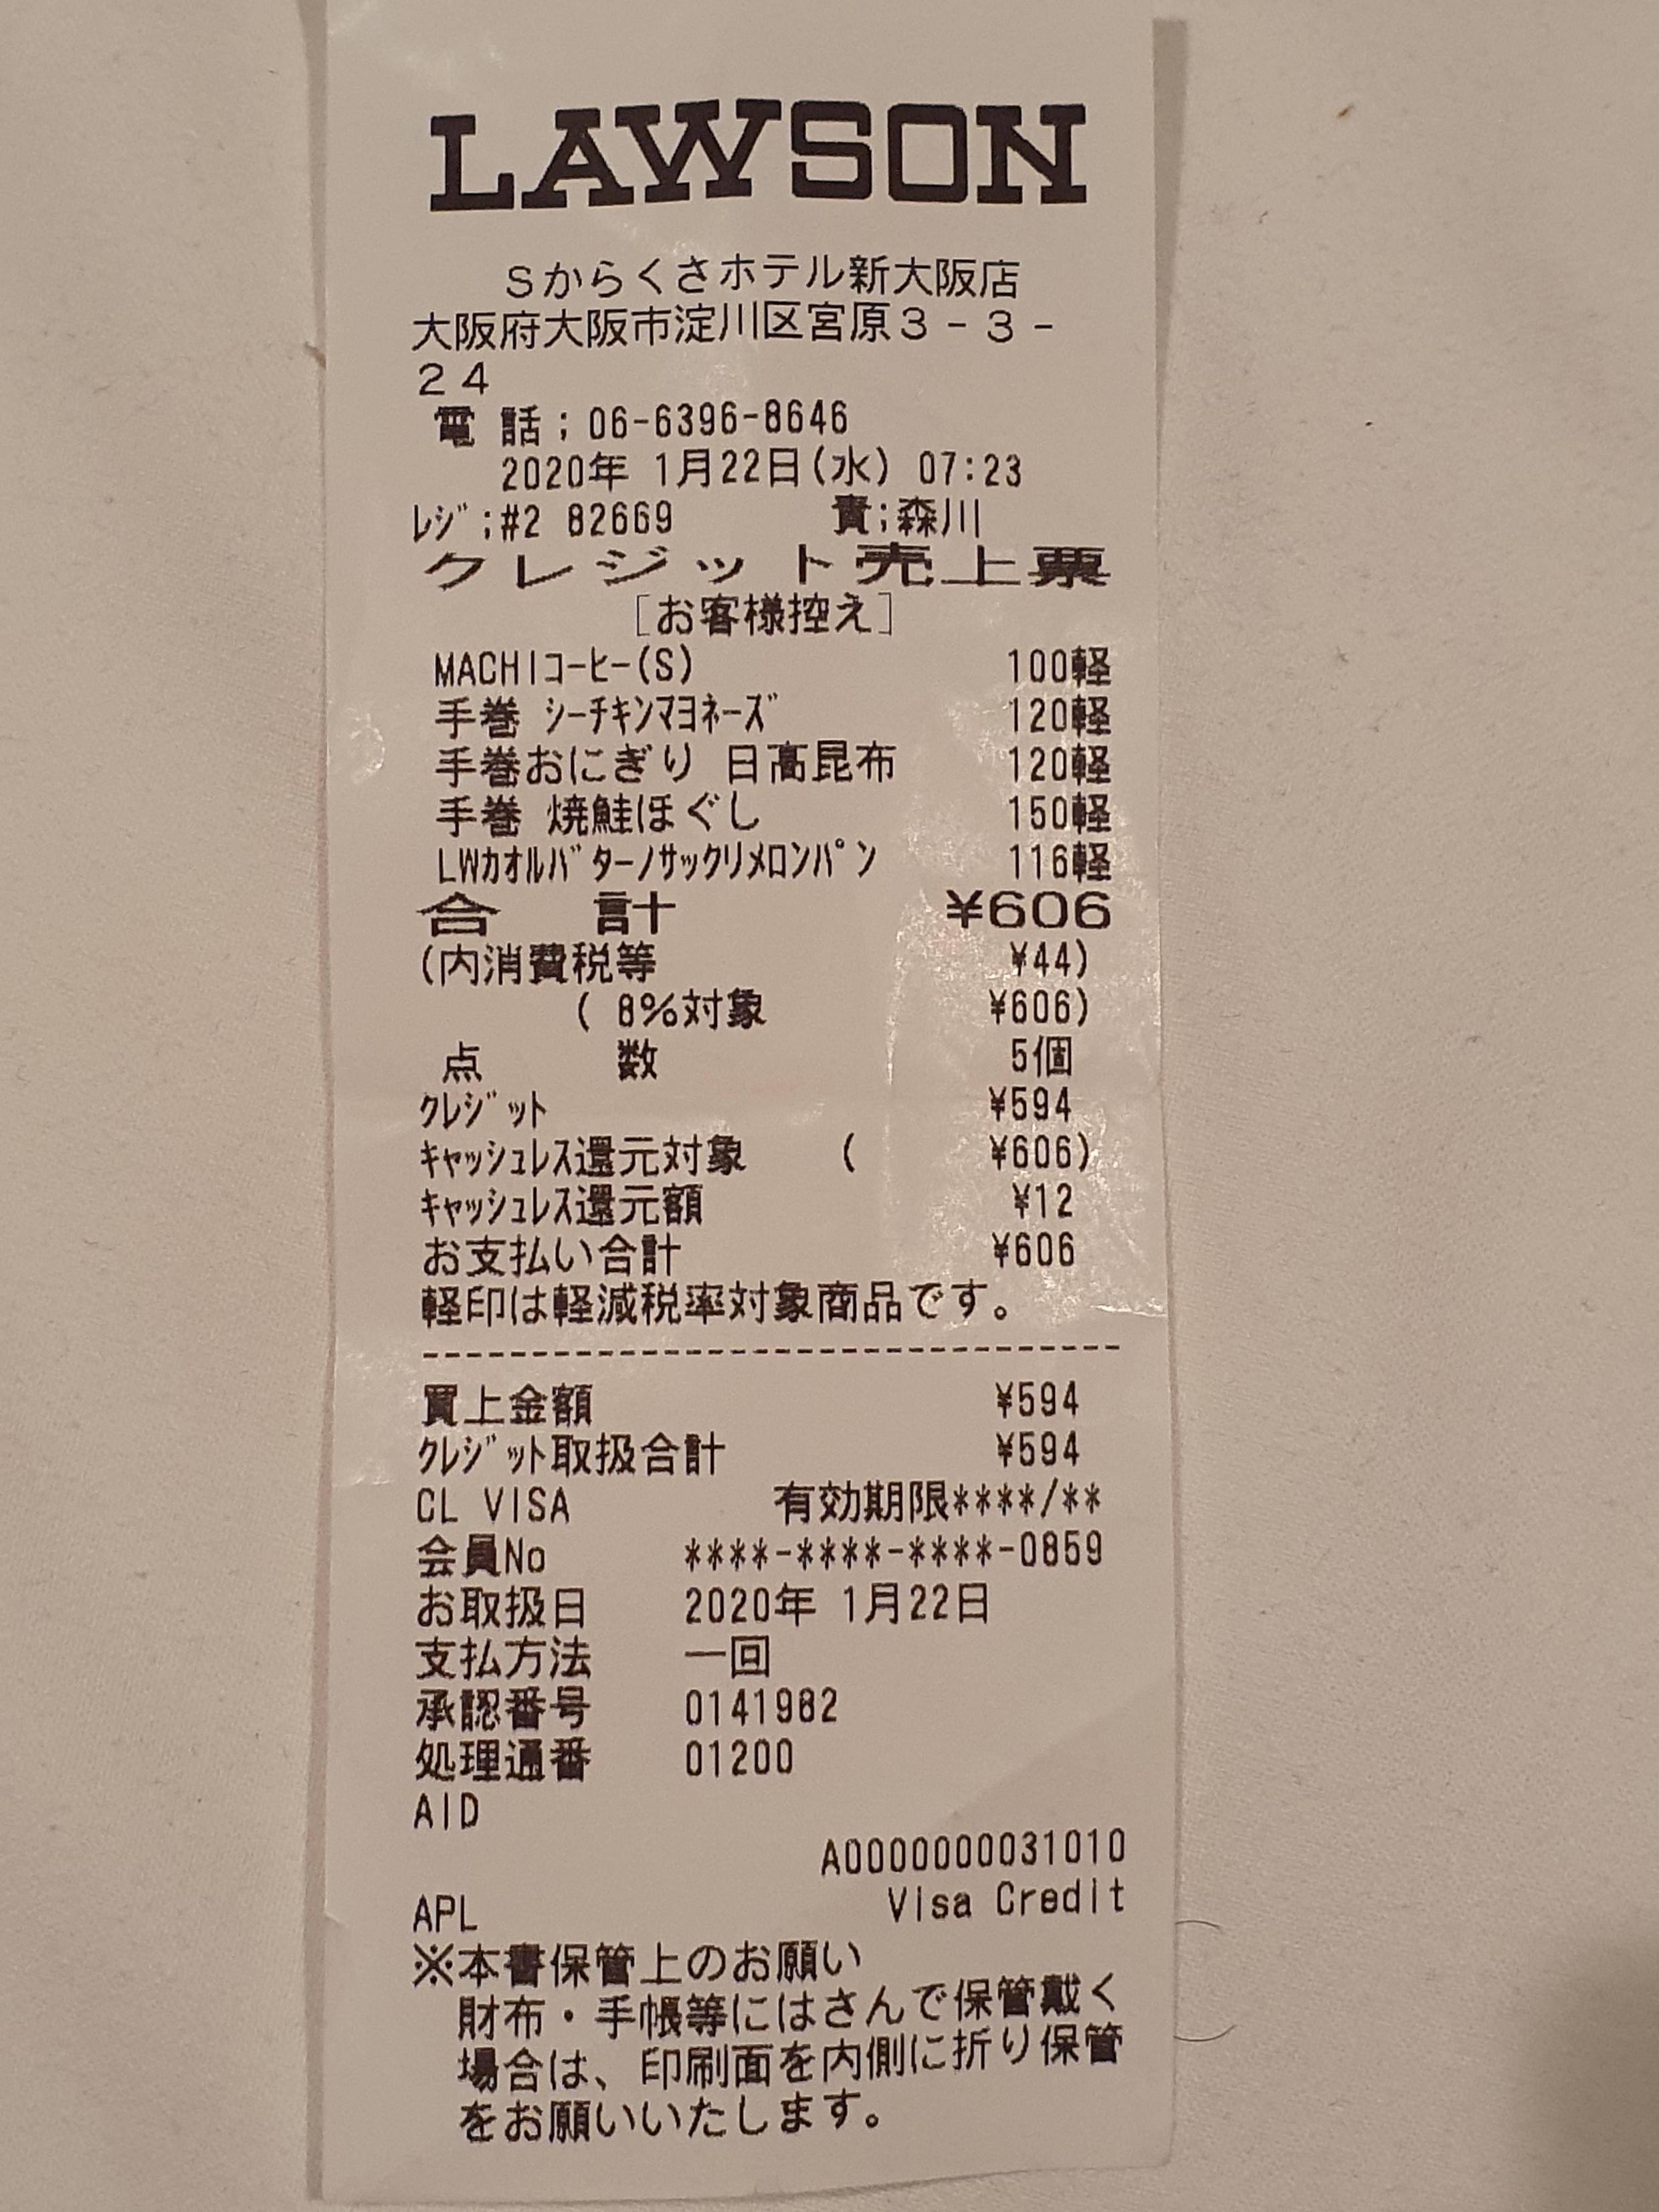 LAWSON
Sからくさホテル新大阪店
大阪府大阪市淀川区宮原3-3-
24
電 話;06-6396-8646
2020年 1月22日(水) 07:23
ﾚｼﾞ;#2 82669 責;森川
クレジット売上票
[お客様控え]
MACHIｺｰﾋｰ(S) 100軽
手巻 ｼｰﾁｷﾝﾏﾖﾈｰｽﾞ 120軽
手巻おにぎり 日高昆布 120軽
手巻 焼鮭ほぐし 150軽
LWｶｵﾙﾊﾞﾀｰﾉｻｯｸﾘﾒﾛﾝﾊﾟﾝ 116軽
合 計 ¥606
(内消費税等 ¥44)
( 8%対象 ¥606)
点 数 5個
ｸﾚｼﾞｯﾄ ¥594
ｷｬｯｼｭﾚｽ還元対象 ( ¥606)
ｷｬｯｼｭﾚｽ還元額 ¥12
お支払い合計 ¥606
軽印は軽減税率対象商品です。
--------------------------------
買上金額 ¥594
ｸﾚｼﾞｯﾄ取扱合計 ¥594
CL VISA 有効期限****/**
会員No ****-****-****-0859
お取扱日 2020年 1月22日
支払方法 一回
承認番号 0141982
処理通番 01200
AID
A0000000031010
APL Visa Credit
※本書保管上のお願い
財布・手帳等にはさんで保管戴く
場合は、印刷面を内側に折り保管
をお願いいたします。